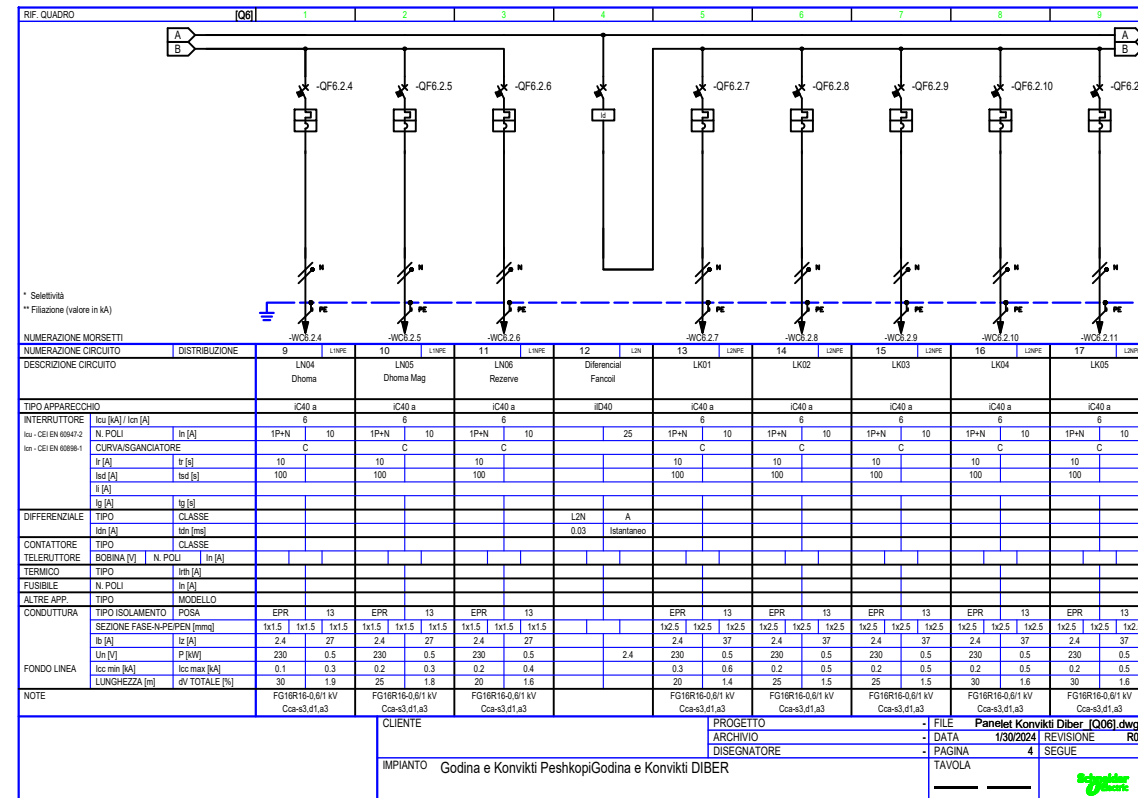 RIF. QUADRO [Q6] 1 2 3 4 5 6 7 8 9
A A
B B
-QF6.2.4 -QF6.2.5 -QF6.2.6 -QF6.2.7 -QF6.2.8 -QF6.2.9 -QF6.2.10 -QF6.2
Id
N N N N N N N N
* Selettività
** Filiazione (valore in kA)
PE PE PE PE PE PE PE PE
NUMERAZIONE MORSETTI -WC6.2.4 -WC6.2.5 -WC6.2.6 -WC6.2.7 -WC6.2.8 -WC6.2.9 -WC6.2.10 -WC6.2.11
NUMERAZIONE CIRCUITO DISTRIBUZIONE 9 L1NPE 10 L1NPE 11 L1NPE 12 L2N 13 L2NPE 14 L2NPE 15 L2NPE 16 L2NPE 17 L2NPE
DESCRIZIONE CIRCUITO LN04 LN05 LN06 Diferencial LK01 LK02 LK03 LK04 LK05
Dhoma Dhoma Mag Rezerve Fancoil
TIPO APPARECCHIO iC40 a iC40 a iC40 a iID40 iC40 a iC40 a iC40 a iC40 a iC40 a
INTERRUTTORE Icu [kA] / Icn [A] 6 6 6 6 6 6 6 6
Icu - CEI EN 60947-2 N. POLI In [A] 1P+N 10 1P+N 10 1P+N 10 25 1P+N 10 1P+N 10 1P+N 10 1P+N 10 1P+N 10
Icn - CEI EN 60898-1 CURVA/SGANCIATORE C C C C C C C C
Ir [A] tr [s] 10 10 10 10 10 10 10 10
Isd [A] tsd [s] 100 100 100 100 100 100 100 100
Ii [A]
Ig [A] tg [s]
DIFFERENZIALE TIPO CLASSE L2N A
Idn [A] tdn [ms] 0.03 Istantaneo
CONTATTORE TIPO CLASSE
TELERUTTORE BOBINA [V] N. POLI In [A]
TERMICO TIPO Irth [A]
FUSIBILE N. POLI In [A]
ALTRE APP. TIPO MODELLO
CONDUTTURA TIPO ISOLAMENTO POSA EPR 13 EPR 13 EPR 13 EPR 13 EPR 13 EPR 13 EPR 13 EPR 13
SEZIONE FASE-N-PE/PEN [mmq] 1x1.5 1x1.5 1x1.5 1x1.5 1x1.5 1x1.5 1x1.5 1x1.5 1x1.5 1x2.5 1x2.5 1x2.5 1x2.5 1x2.5 1x2.5 1x2.5 1x2.5 1x2.5 1x2.5 1x2.5 1x2.5 1x2.5 1x2.5 1x2.
Ib [A] Iz [A] 2.4 27 2.4 27 2.4 27 2.4 37 2.4 37 2.4 37 2.4 37 2.4 37
Un [V] P [kW] 230 0.5 230 0.5 230 0.5 2.4 230 0.5 230 0.5 230 0.5 230 0.5 230 0.5
FONDO LINEA Icc min [kA] Icc max [kA] 0.1 0.3 0.2 0.3 0.2 0.4 0.3 0.6 0.2 0.5 0.2 0.5 0.2 0.5 0.2 0.5
LUNGHEZZA [m] dV TOTALE [%] 30 1.9 25 1.8 20 1.6 20 1.4 25 1.5 25 1.5 30 1.6 30 1.6
NOTE FG16R16-0,6/1 kV FG16R16-0,6/1 kV FG16R16-0,6/1 kV FG16R16-0,6/1 kV FG16R16-0,6/1 kV FG16R16-0,6/1 kV FG16R16-0,6/1 kV FG16R16-0,6/1 kV
Cca-s3,d1,a3 Cca-s3,d1,a3 Cca-s3,d1,a3 Cca-s3,d1,a3 Cca-s3,d1,a3 Cca-s3,d1,a3 Cca-s3,d1,a3 Cca-s3,d1,a3
CLIENTE PROGETTO - FILE Panelet Konvikti Diber_[Q06].dwg
ARCHIVIO - DATA 1/30/2024 REVISIONE R0
DISEGNATORE - PAGINA 4 SEGUE
IMPIANTO Godina e Konvikti PeshkopiGodina e Konvikti DIBER TAVOLA
Schneider
Electric